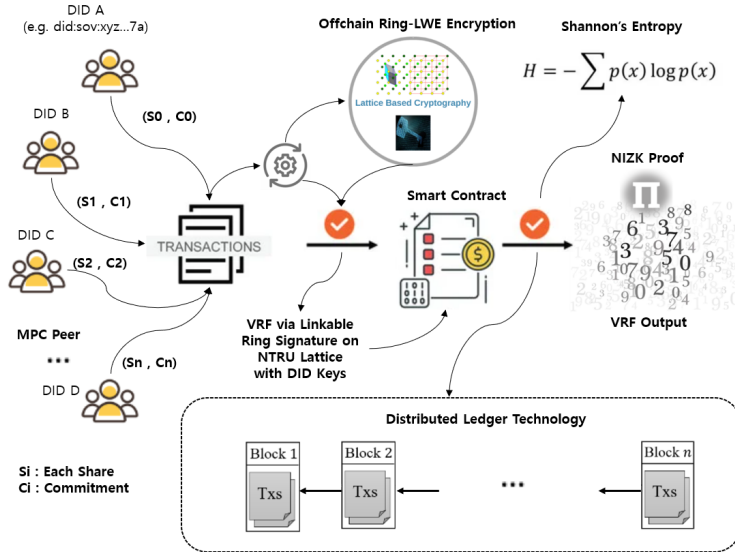 DID A
(e.g. did:sov:xyz...7a)
Offchain Ring-LWE Encryption
Shannon's Entropy
H = − ∑ p(x) log p(x)
Lattice Based Cryptography
DID B
(S0 , C0)
NIZK Proof
Π
(S1 , C1)
Smart Contract
TRANSACTIONS
DID C
(S2 , C2)
VRF Output
VRF via Linkable
Ring Signature on
NTRU Lattice
with DID Keys
MPC Peer
...
(Sn , Cn)
DID D
Distributed Ledger Technology
Block 1
Block 2
Block n
Txs
Txs
...
Txs
Si : Each Share
Ci : Commitment